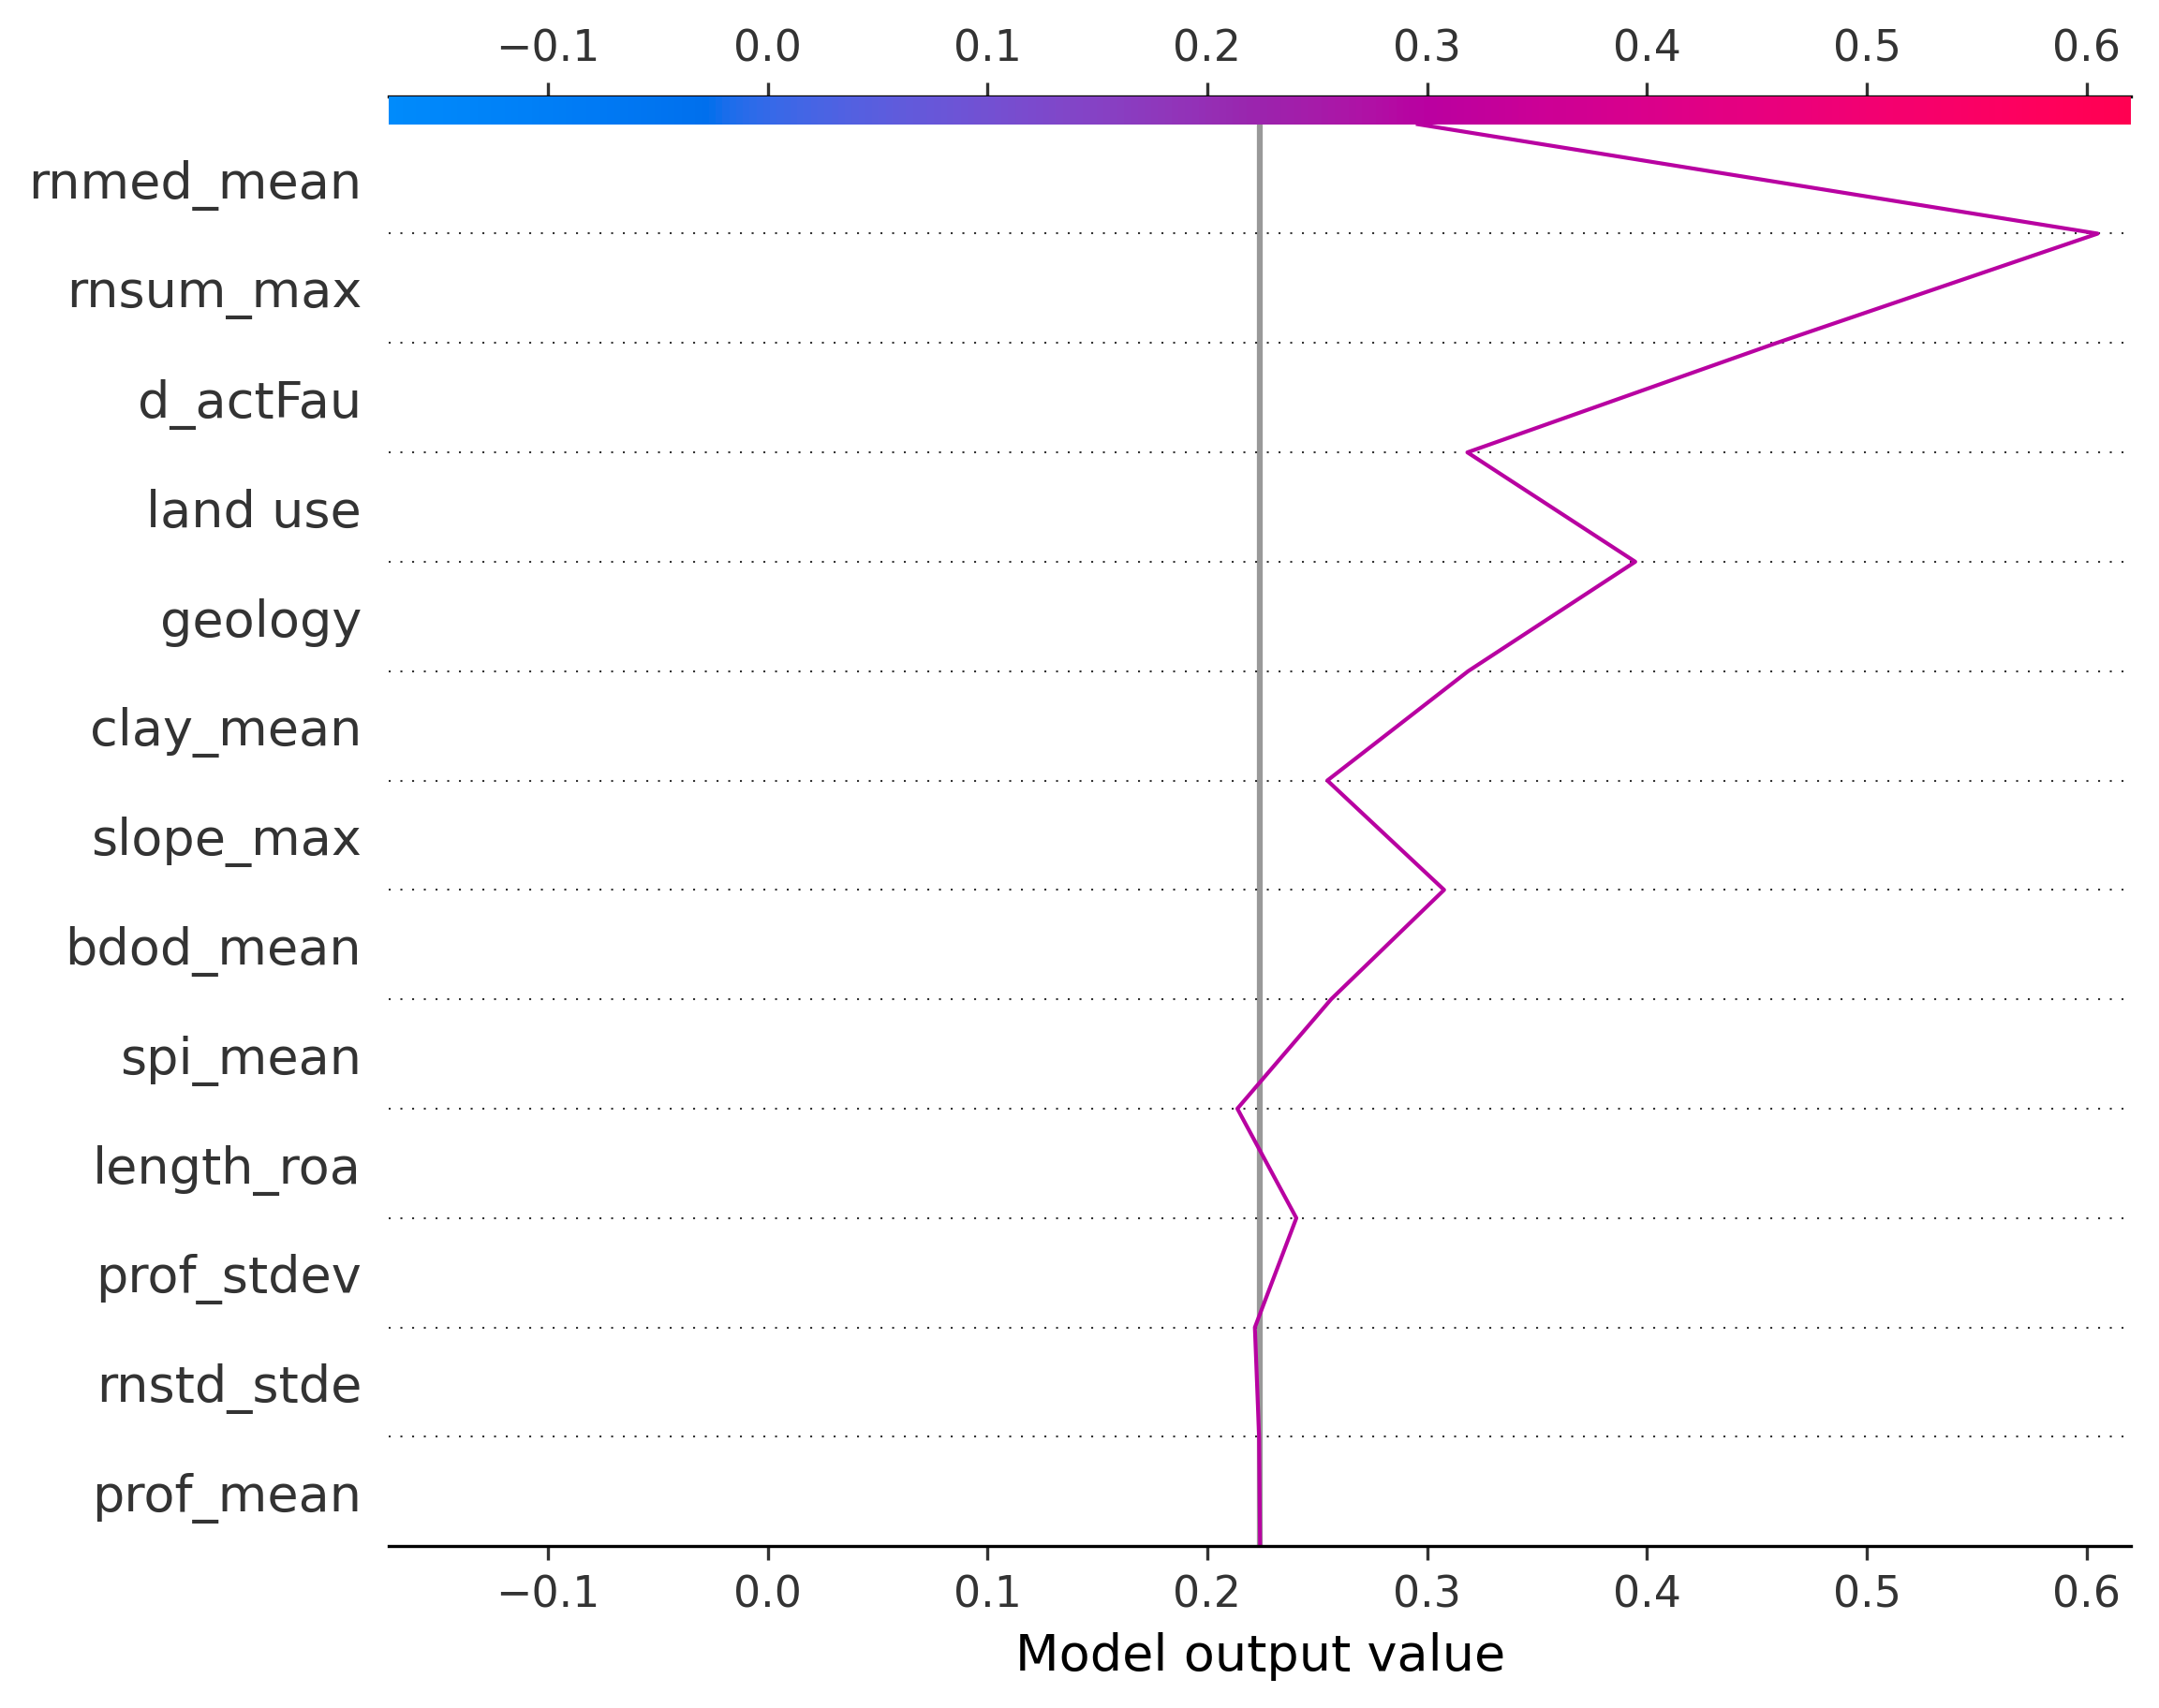 −0.1 0.0 0.1 0.2 0.3 0.4 0.5 0.6
rnmed_mean
rnsum_max
d_actFau
land use
geology
clay_mean
slope_max
bdod_mean
spi_mean
length_roa
prof_stdev
rnstd_stde
prof_mean
−0.1 0.0 0.1 0.2 0.3 0.4 0.5 0.6
Model output value